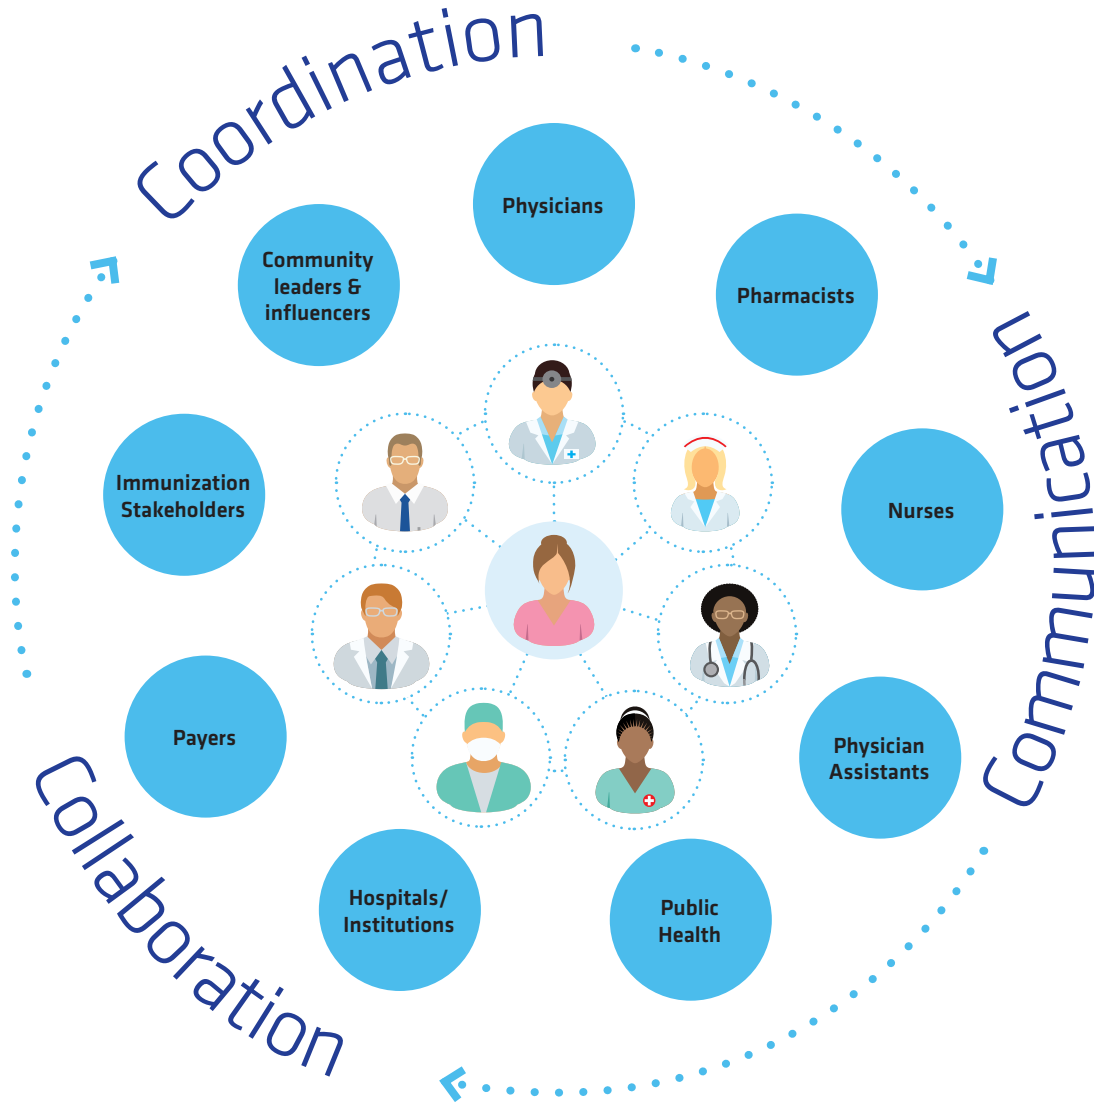 Coordination
Physicians
Community
leaders &
influencers
Pharmacists
Communication
Immunization
Stakeholders
Nurses
Payers
Physician
Assistants
Collaboration
Hospitals/
Institutions
Public
Health